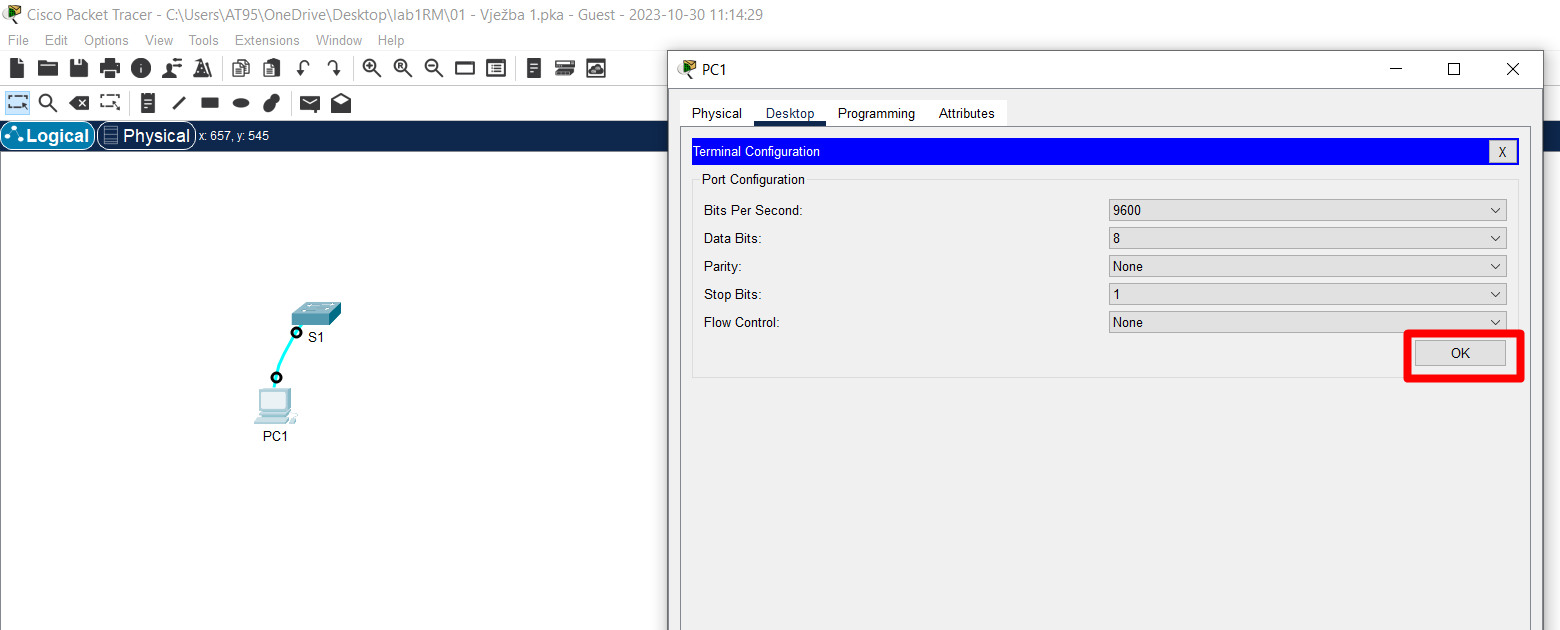 Cisco Packet Tracer - C:\Users\AT95\OneDrive\Desktop\lab1RM\01 - Vježba 1.pka - Guest - 2023-10-30 11:14:29
File Edit Options View Tools Extensions Window Help
Logical Physical x: 657, y: 545
S1
PC1
PC1
Physical Desktop Programming Attributes
Terminal Configuration X
Port Configuration
Bits Per Second: 9600
Data Bits: 8
Parity: None
Stop Bits: 1
Flow Control: None
OK